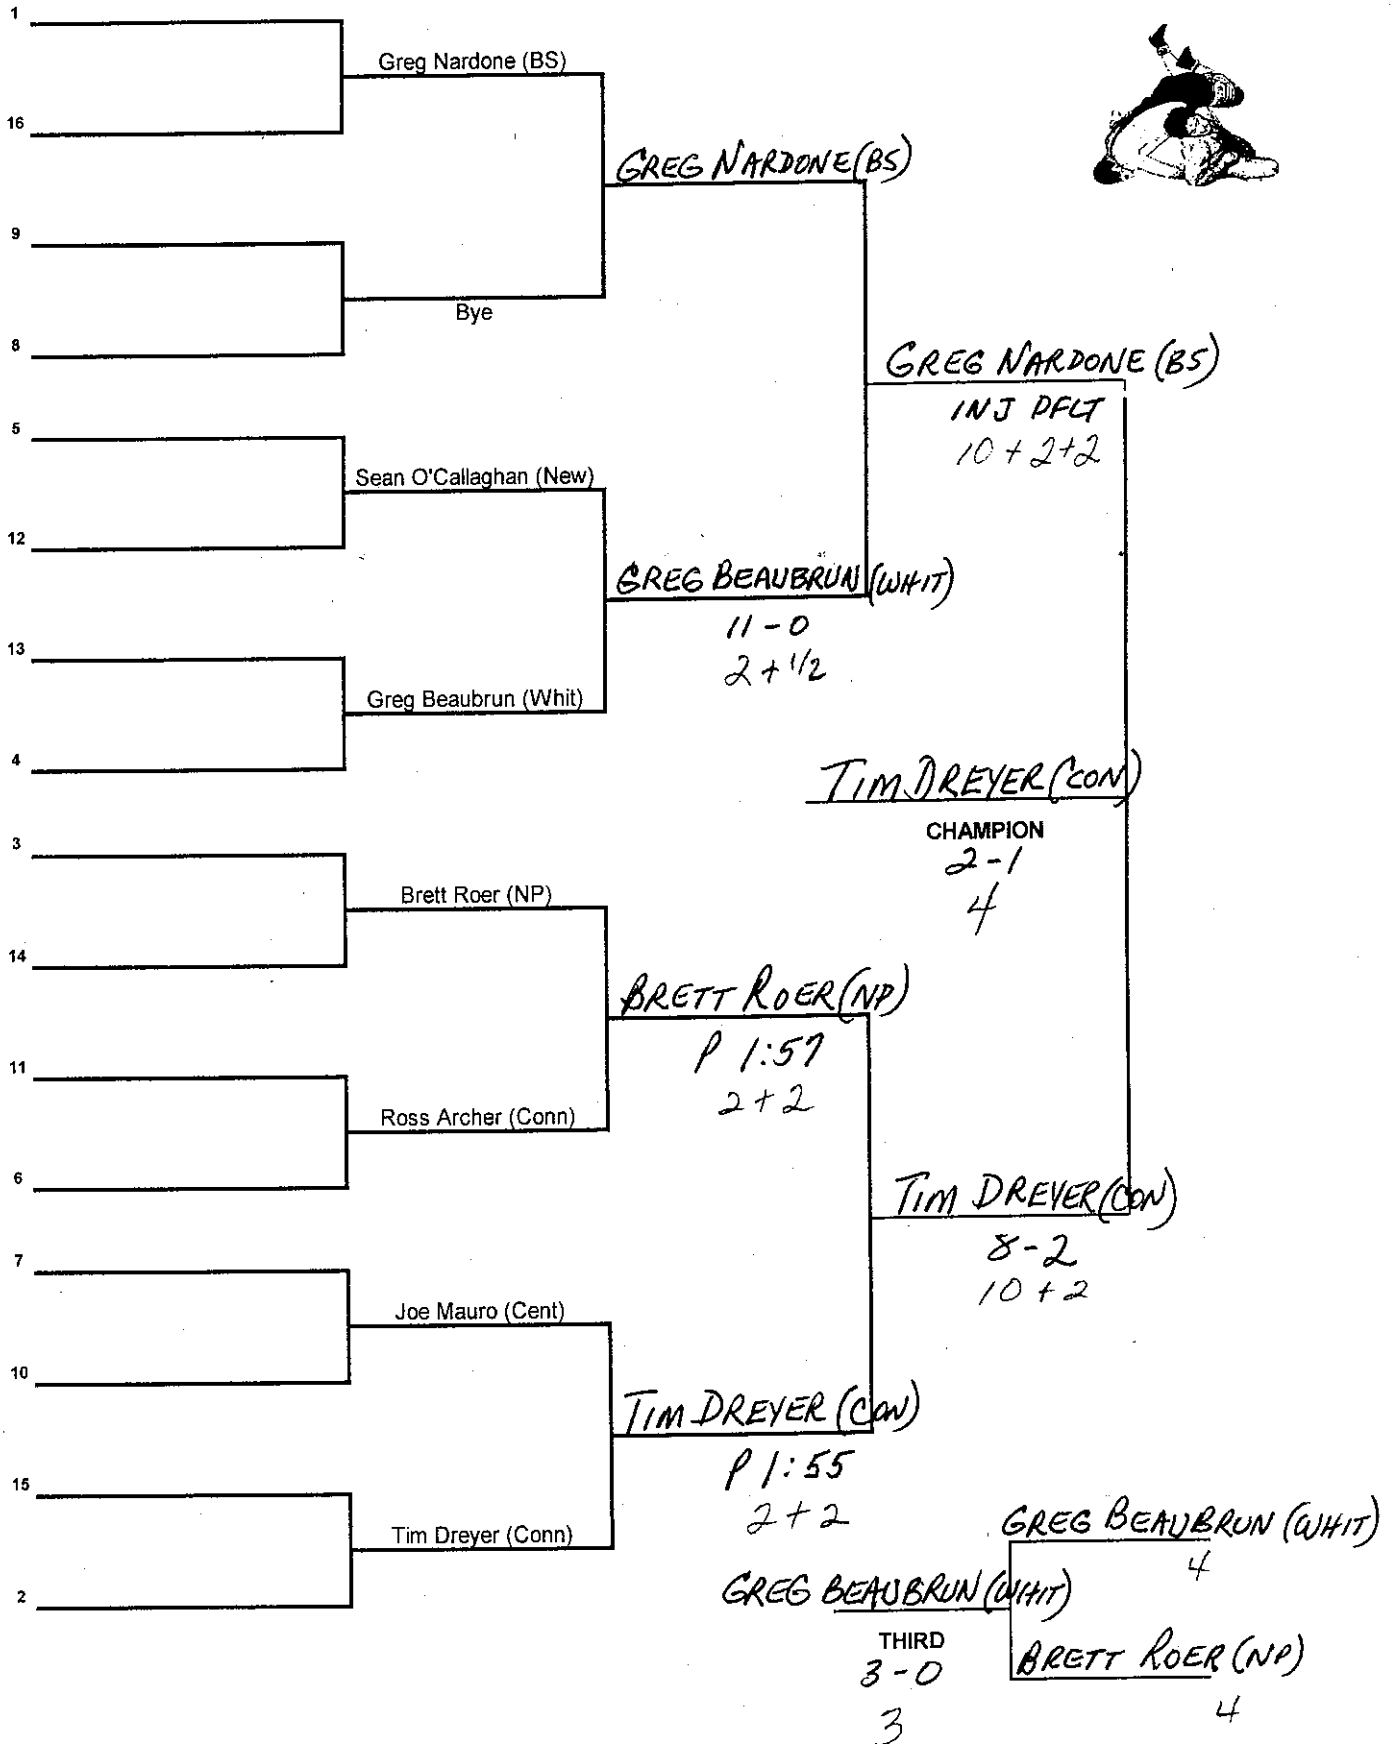 1
Greg Nardone (BS)
16
GREG NARDONE (BS)
9
Bye
8
GREG NARDONE (BS)
INJ DFLT
10 + 2 + 2
5
Sean O'Callaghan (New)
12
GREG BEAUBRUN (WHIT)
11 - 0
2 + 1/2
13
Greg Beaubrun (Whit)
4
TIM DREYER (CON)
CHAMPION
2 - 1
4
3
Brett Roer (NP)
14
BRETT ROER (NP)
P 1:57
2 + 2
11
Ross Archer (Conn)
6
TIM DREYER (CON)
8 - 2
10 + 2
7
Joe Mauro (Cent)
10
TIM DREYER (CON)
P 1:55
2 + 2
15
Tim Dreyer (Conn)
2
GREG BEAUBRUN (WHIT)
4
GREG BEAUBRUN (WHIT)
THIRD
3 - 0
3
BRETT ROER (NP)
4